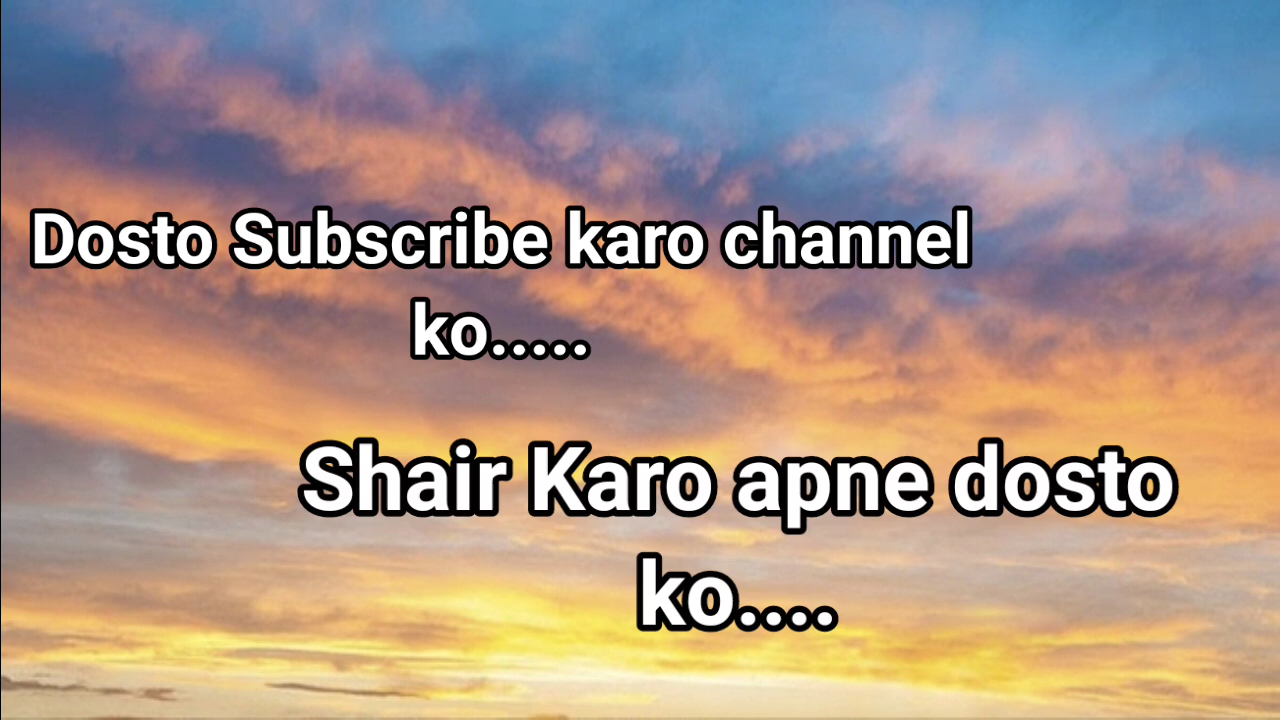 Dosto Subscribe karo channel
ko.....
Shair Karo apne dosto
ko....